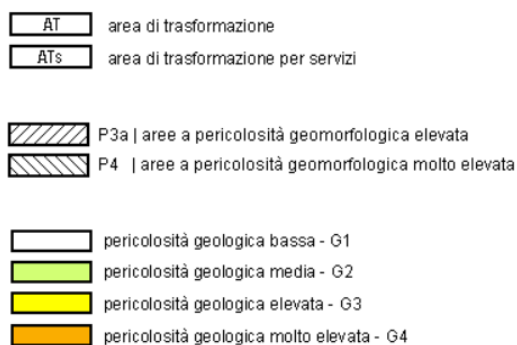 AT area di trasformazione
ATs area di trasformazione per servizi
P3a | aree a pericolosità geomorfologica elevata
P4 | aree a pericolosità geomorfologica molto elevata
pericolosità geologica bassa - G1
pericolosità geologica media - G2
pericolosità geologica elevata - G3
pericolosità geologica molto elevata - G4